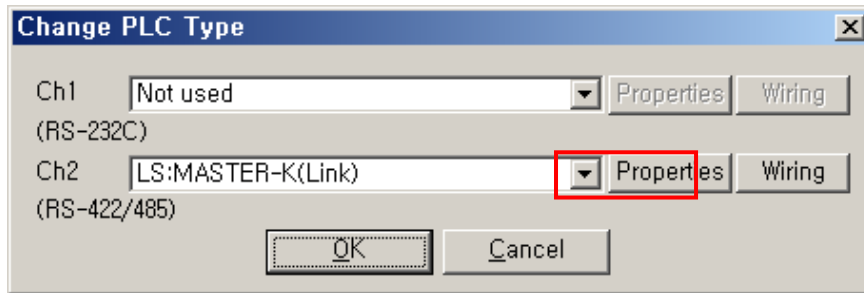 Change PLC Type
Ch1 Not used Properties Wiring
(RS-232C)
Ch2 LS:MASTER-K(Link) Properties Wiring
(RS-422/485)
OK Cancel